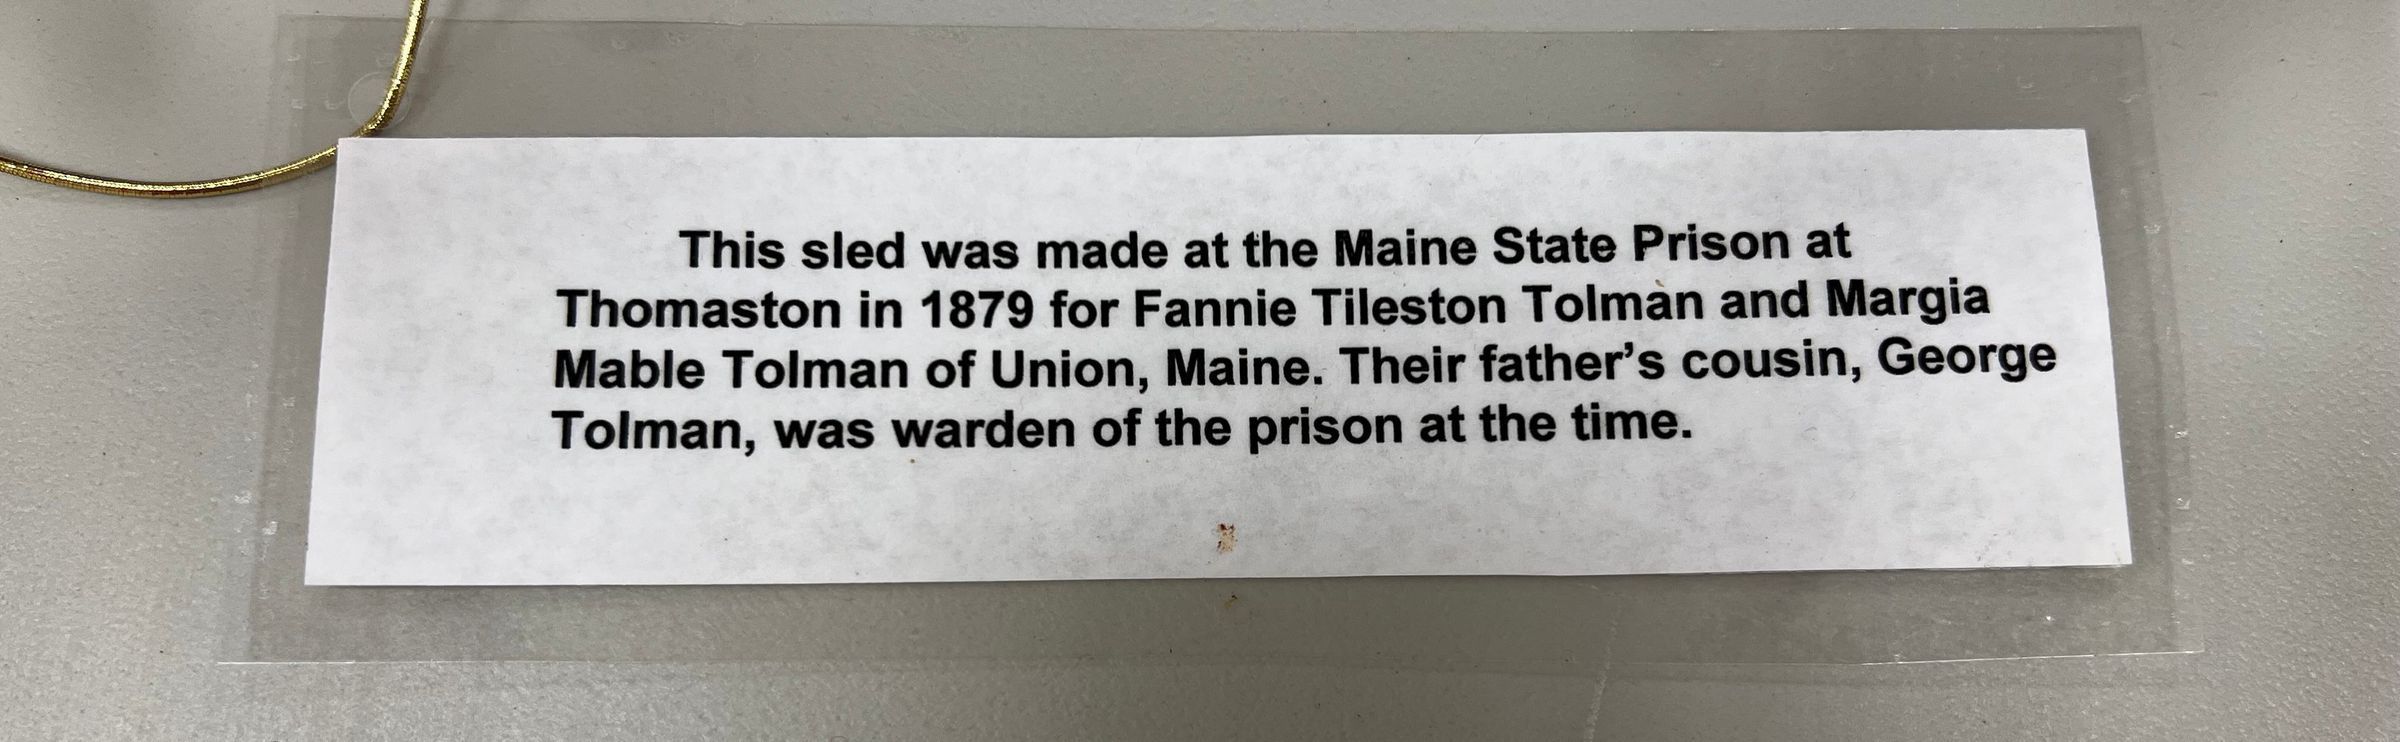 This sled was made at the Maine State Prison at
Thomaston in 1879 for Fannie Tileston Tolman and Margia
Mable Tolman of Union, Maine. Their father’s cousin, George
Tolman, was warden of the prison at the time.